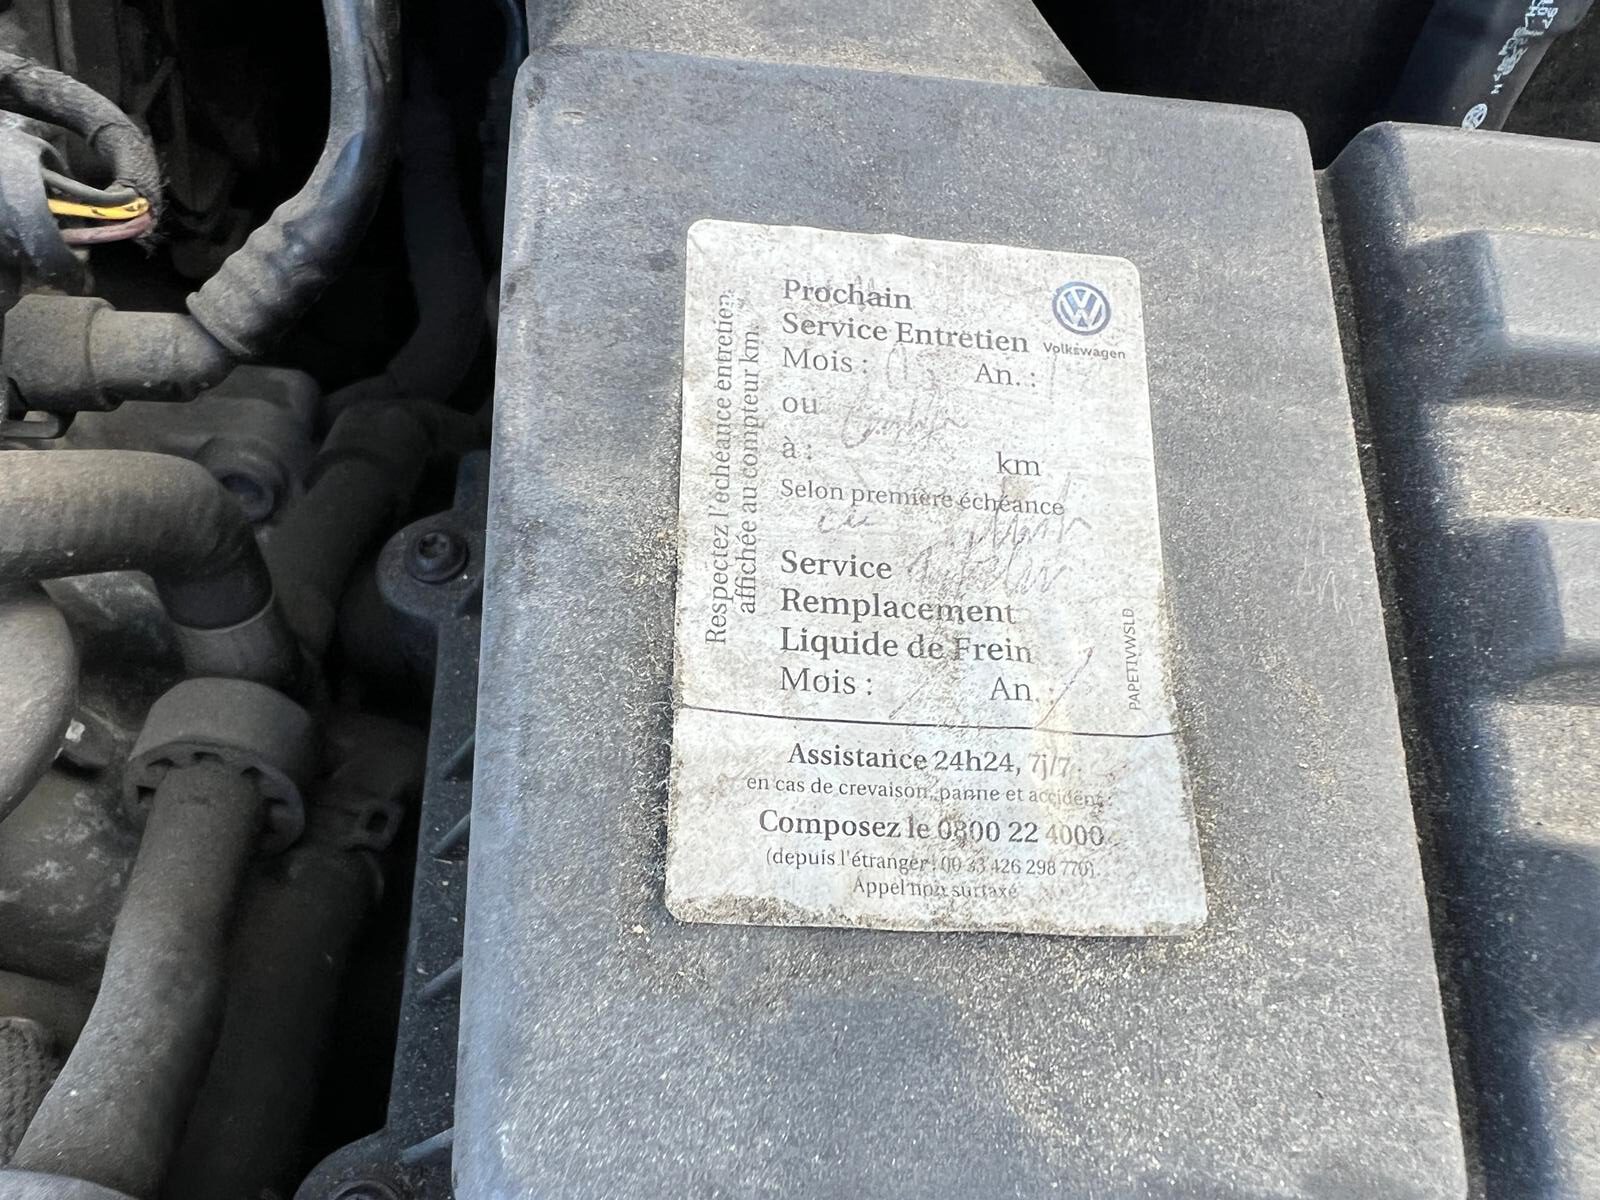 Prochain
Service Entretien
Volkswagen
Mois : An. :
ou
à : km
Selon première échéance
Service
Remplacement
Liquide de Frein
Mois : An. :
Respectez l'échéance entretien,
affichée au compteur km.
PAPETIVWSLD
Assistance 24h24, 7j/7
en cas de crevaison, panne et accident :
Composez le 0800 22 4000
(depuis l'étranger : 00 33 426 298 770).
Appel non surtaxé